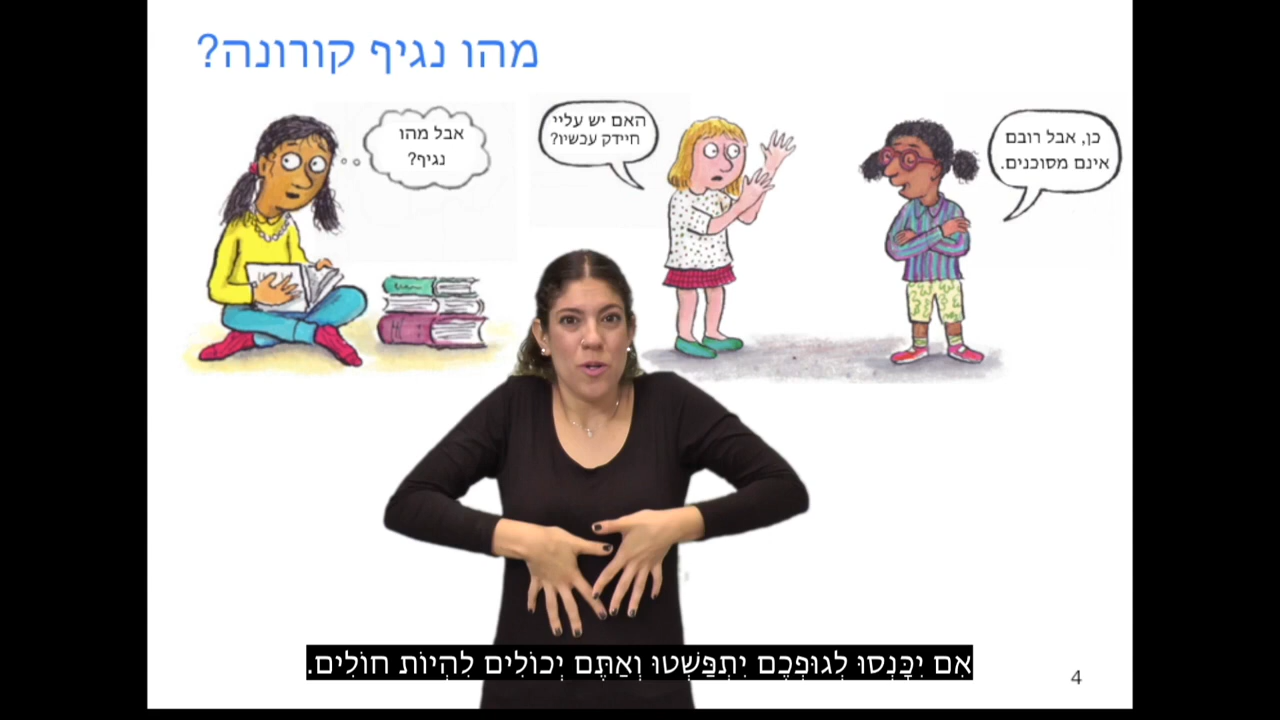 מהו נגיף קורונה?
כן, אבל רובם
אינם מסוכנים.
האם יש עליי
חיידק עכשיו?
אבל מהו
נגיף?
אִם יִכָּנְסוּ לְגוּפְכֶם יִתְפַּשְּׁטוּ וְאַתֶּם יְכוֹלִים לִהְיוֹת חוֹלִים.
4